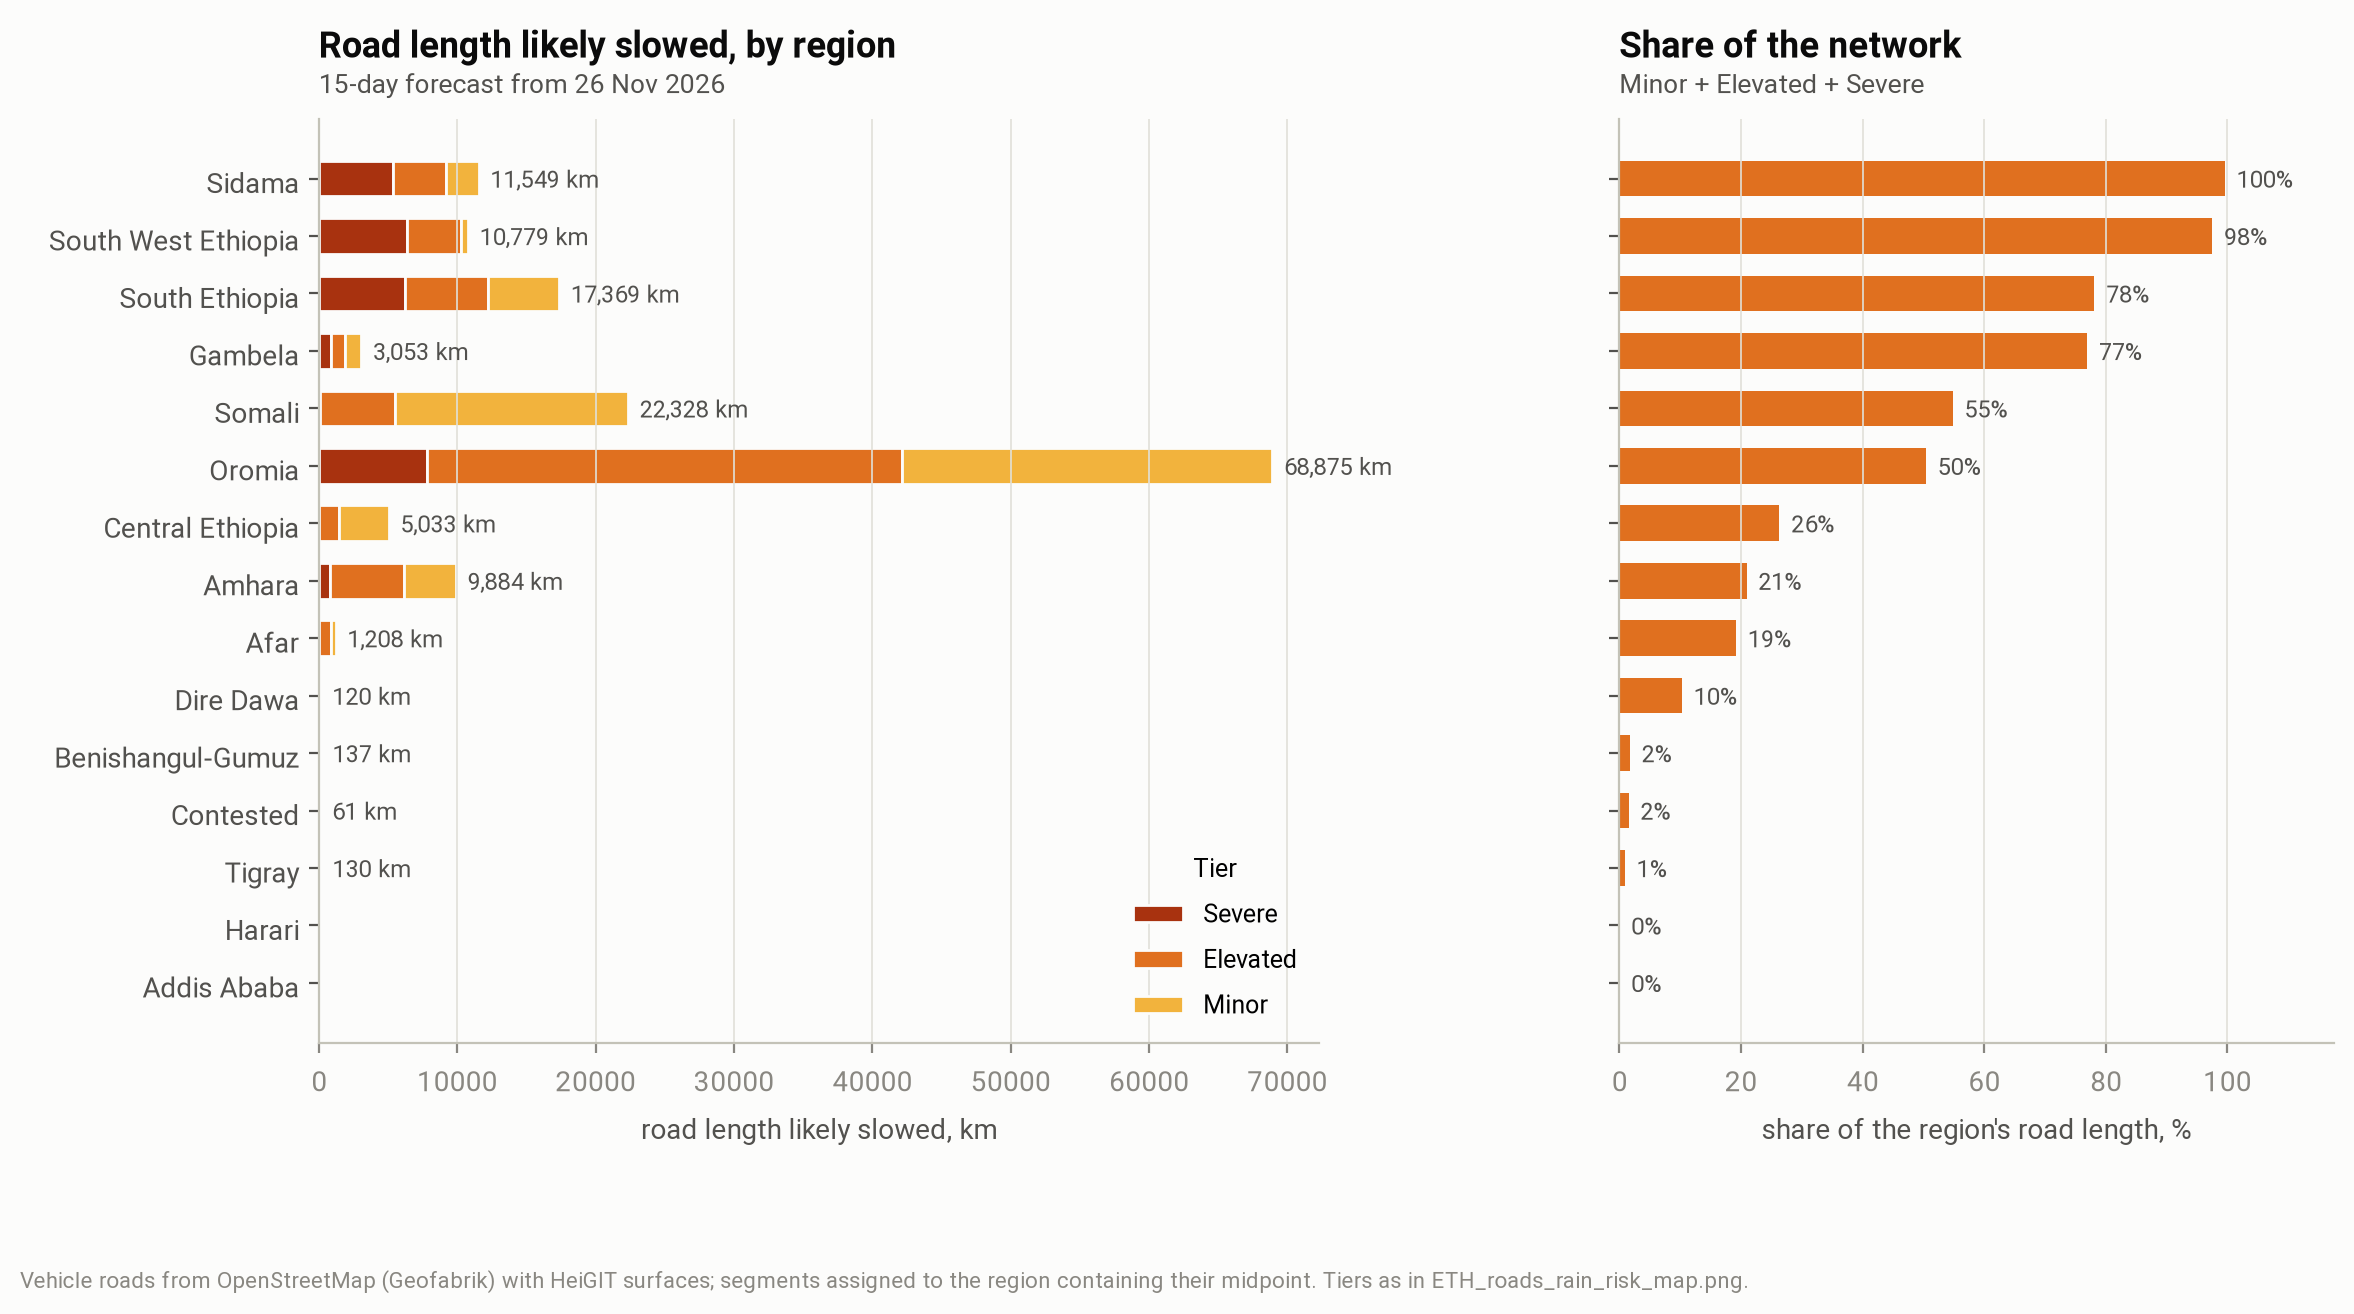 Road length likely slowed, by region
15-day forecast from 26 Nov 2026
Sidama
11,549 km
South West Ethiopia
10,779 km
South Ethiopia
17,369 km
Gambela
3,053 km
Somali
22,328 km
Oromia
68,875 km
Central Ethiopia
5,033 km
Amhara
9,884 km
Afar
1,208 km
Dire Dawa
120 km
Benishangul-Gumuz
137 km
Contested
61 km
Tigray
130 km
Harari
Addis Ababa
Tier
Severe
Elevated
Minor
0 10000 20000 30000 40000 50000 60000 70000
road length likely slowed, km
Share of the network
Minor + Elevated + Severe
100%
98%
78%
77%
55%
50%
26%
21%
19%
10%
2%
2%
1%
0%
0%
0 20 40 60 80 100
share of the region's road length, %
Vehicle roads from OpenStreetMap (Geofabrik) with HeiGIT surfaces; segments assigned to the region containing their midpoint. Tiers as in ETH_roads_rain_risk_map.png.